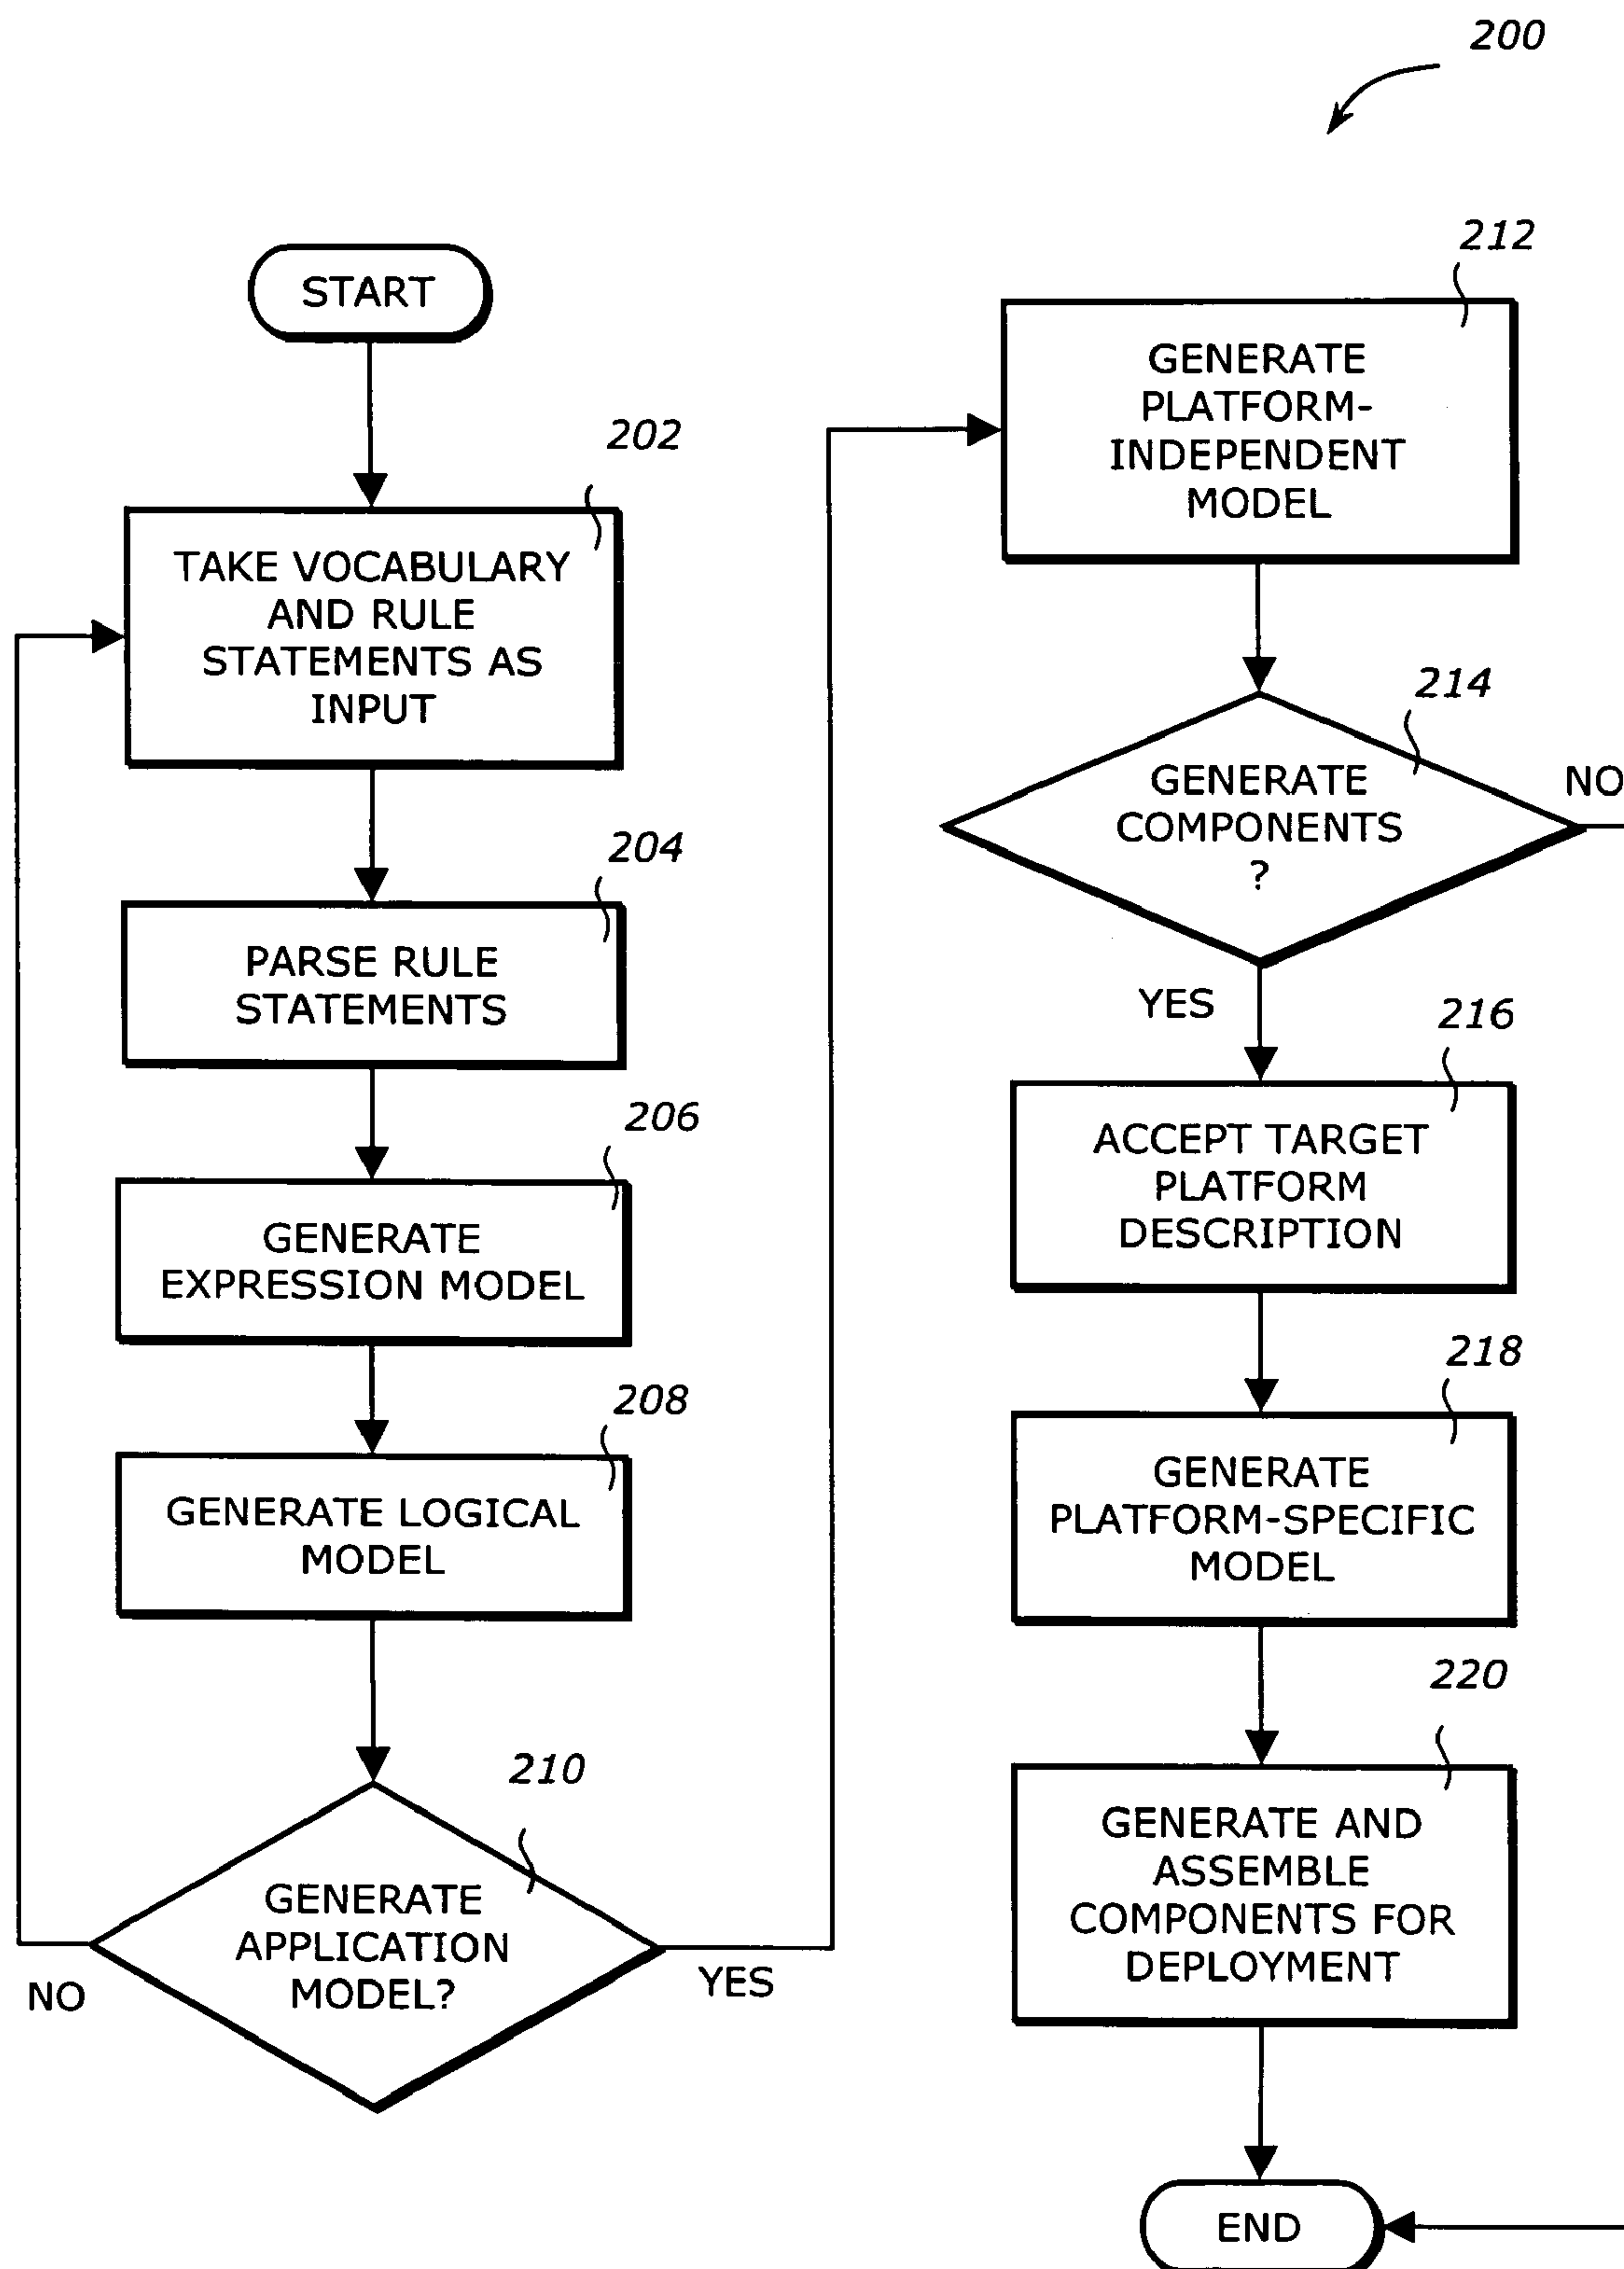 200
START
202
TAKE VOCABULARY
AND RULE
STATEMENTS AS
INPUT
204
PARSE RULE
STATEMENTS
206
GENERATE
EXPRESSION MODEL
208
GENERATE LOGICAL
MODEL
210
GENERATE
APPLICATION
MODEL?
NO
YES
212
GENERATE
PLATFORM-
INDEPENDENT
MODEL
214
GENERATE
COMPONENTS
?
NO
YES
216
ACCEPT TARGET
PLATFORM
DESCRIPTION
218
GENERATE
PLATFORM-SPECIFIC
MODEL
220
GENERATE AND
ASSEMBLE
COMPONENTS FOR
DEPLOYMENT
END